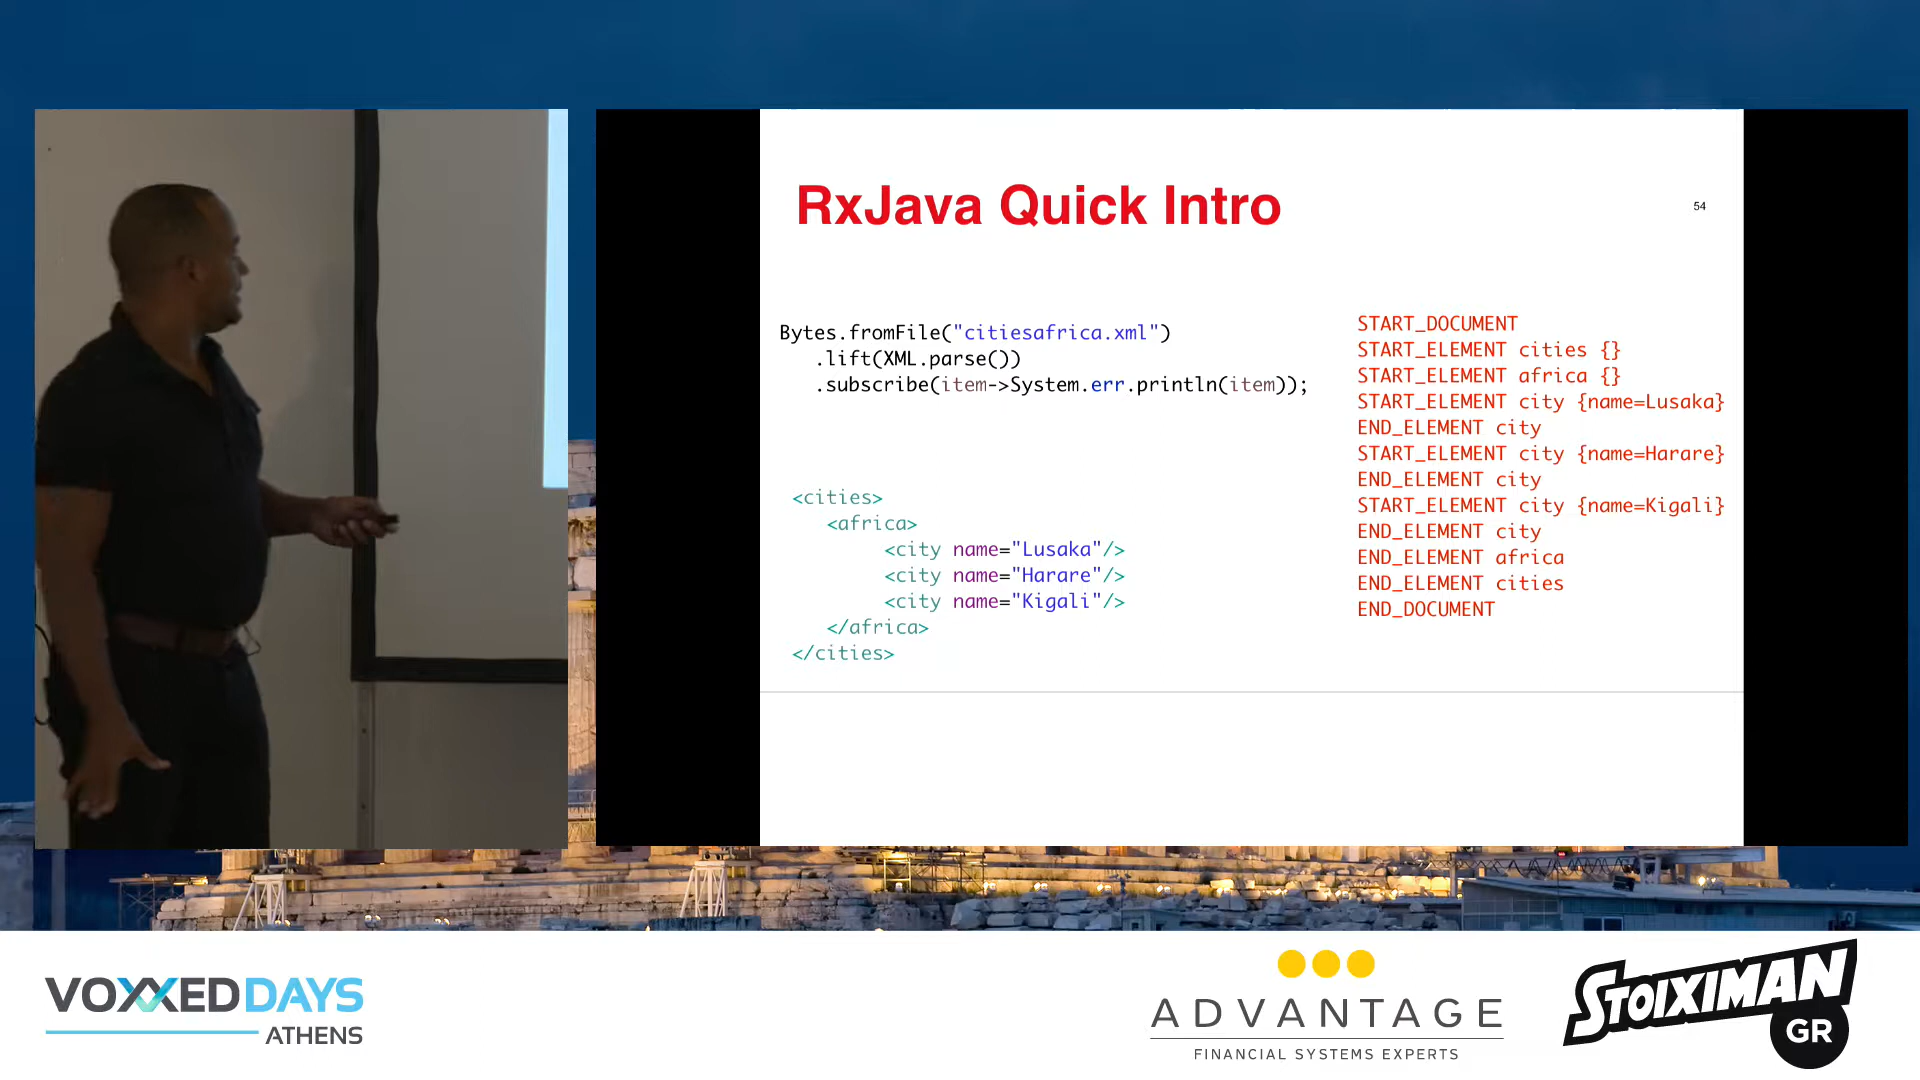 RxJava Quick Intro
54
Bytes.fromFile("citiesafrica.xml")
.lift(XML.parse())
.subscribe(item->System.err.println(item));
<cities>
<africa>
<city name="Lusaka"/>
<city name="Harare"/>
<city name="Kigali"/>
</africa>
</cities>
START_DOCUMENT
START_ELEMENT cities {}
START_ELEMENT africa {}
START_ELEMENT city {name=Lusaka}
END_ELEMENT city
START_ELEMENT city {name=Harare}
END_ELEMENT city
START_ELEMENT city {name=Kigali}
END_ELEMENT city
END_ELEMENT africa
END_ELEMENT cities
END_DOCUMENT
VOXXEDDAYS
ATHENS
ADVANTAGE
FINANCIAL SYSTEMS EXPERTS
STOIXIMAN
GR